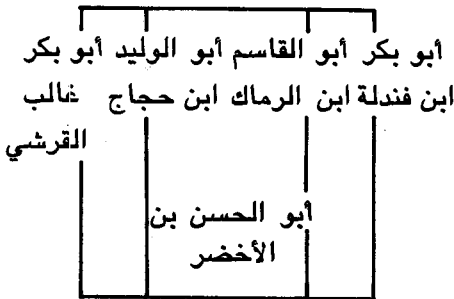 أبو بكر أبو القاسم أبو الوليد أبو بكر
ابن فندلة ابن الرماك ابن حجاج غالب
القرشي
أبو الحسن بن
الأخضر